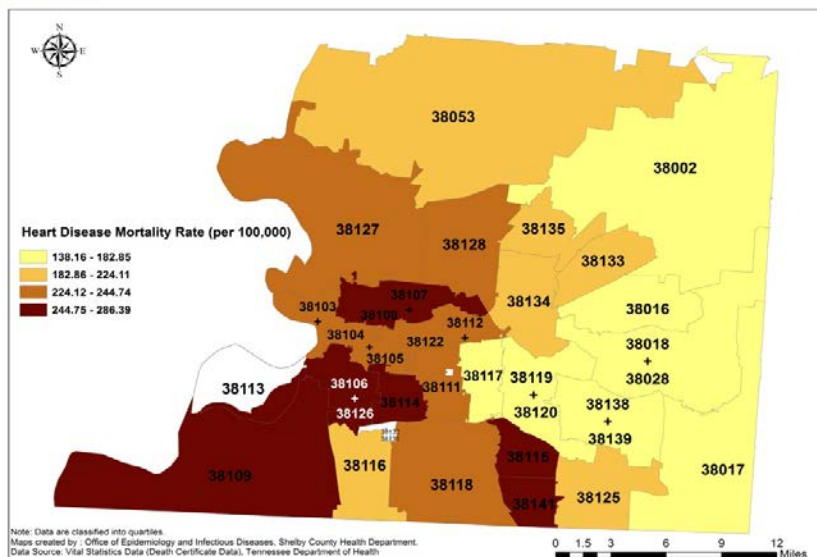 N
W E
S
38053
38002
38135
Heart Disease Mortality Rate (per 100,000)
38127
38128
38133
138.16 - 182.85
182.86 - 224.11
224.12 - 244.74
244.75 - 286.39
38134
38107
38108
38016
38103
38112
38104
38122
38018
38105
38028
38117
38119
38113
38106
38111
38114
38138
38126
38120
38139
38116
38115
38109
38118
38141
38125
38017
Note: Data are classified into quartiles.
Maps created by : Office of Epidemiology and Infectious Diseases, Shelby County Health Department.
Data Source: Vital Statistics Data (Death Certificate Data), Tennessee Department of Health
0 1.5 3 6 9 12
Miles